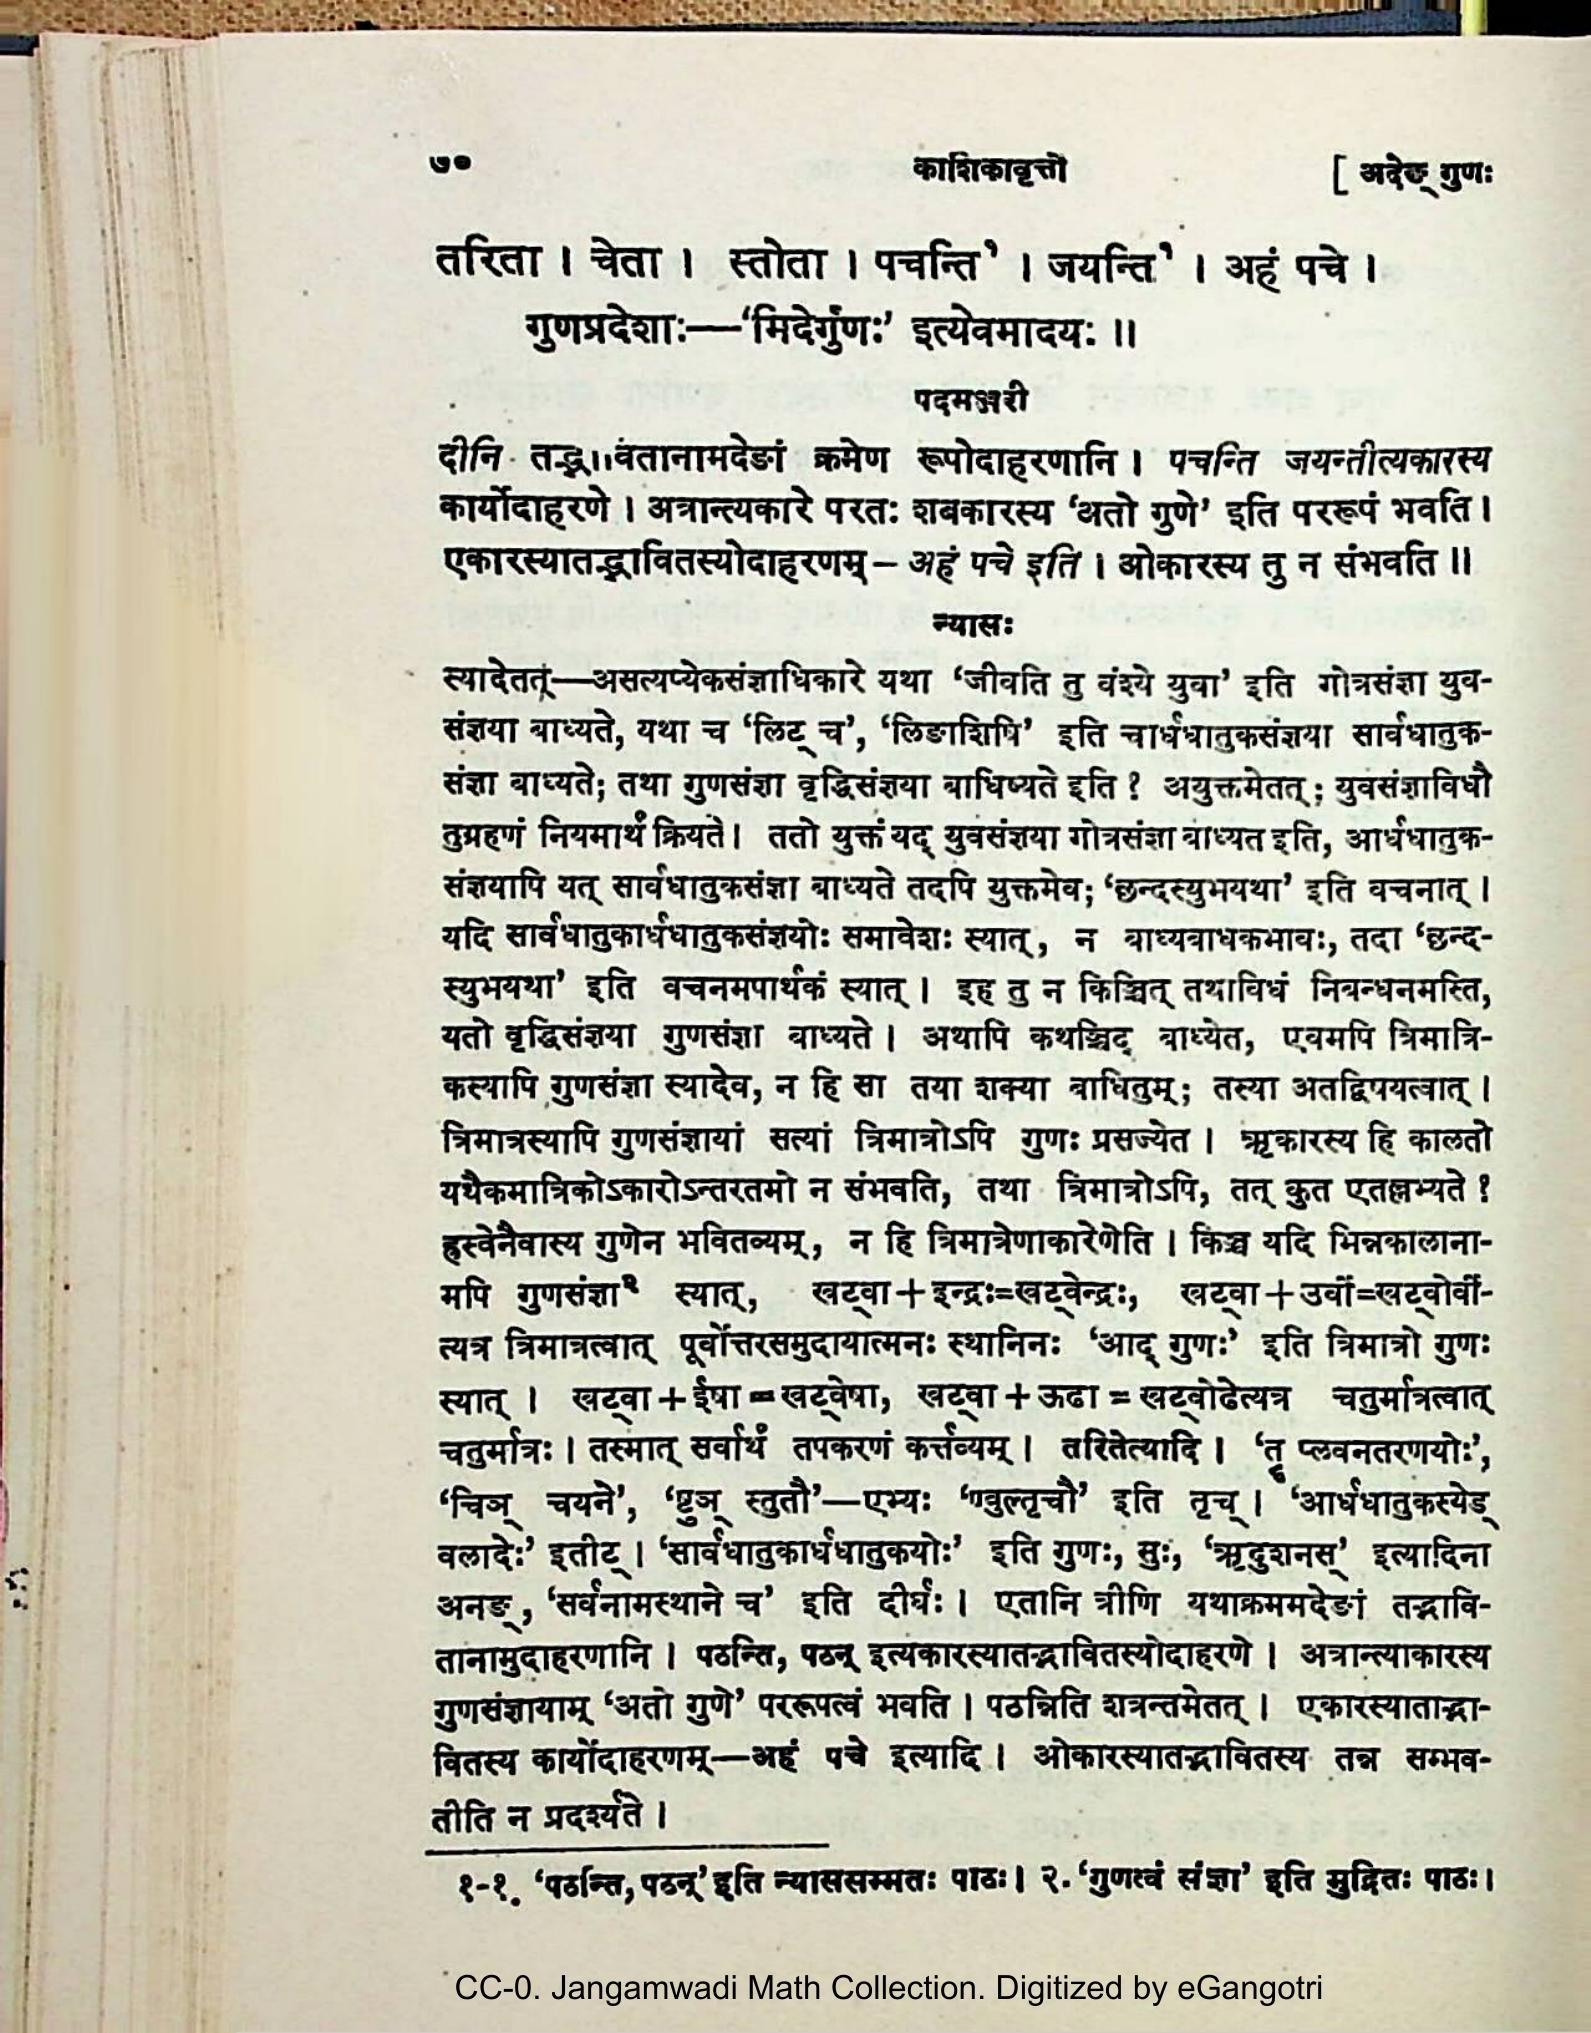 ७० काशिकावृत्तौ [ अदेङ् गुणः
तरिता । चेता । स्तोता । पचन्ति१ । जयन्ति१ । अहं पचे ।
गुणप्रदेशाः—‘मिदेर्गुणः’ इत्येवमादयः ॥
पदमञ्जरी
दीनि क्रमेण रूपोदाहरणानि । पचन्ति जयन्तीत्यकारस्य
कार्योदाहरणे । अत्रान्त्यकारे परतः शबकारस्य ‘अतो गुणे’ इति पररूपं भवति ।
एकारस्यातद्भावितस्योदाहरणम् – अहं पचे इति । ओकारस्य तु न संभवति ॥
न्यासः
स्यादेतत्—असत्यप्येकसंज्ञाधिकारे यथा ‘जीवति तु वंश्ये युवा’ इति गोत्रसंज्ञा युव-
संज्ञया बाध्यते, यथा च ‘लिट् च’, ‘लिङाशिषि’ इति चार्धधातुकसंज्ञया सार्वधातुक-
संज्ञा बाध्यते; तथा गुणसंज्ञा वृद्धिसंज्ञया बाधिष्यते इति ? अयुक्तमेतत् ; युवसंज्ञाविधौ
तुग्रहणं नियमार्थं क्रियते । ततो युक्तं यद् युवसंज्ञया गोत्रसंज्ञा बाध्यत इति, आर्धधातुक-
संज्ञयापि यत् सार्वधातुकसंज्ञा बाध्यते तदपि युक्तमेव; ‘छन्दस्युभयथा’ इति वचनात् ।
यदि सार्वधातुकार्धधातुकसंज्ञयोः समावेशः स्यात् , न बाध्यबाधकभावः, तदा ‘छन्द-
स्युभयथा’ इति वचनमपार्थकं स्यात् । इह तु न किञ्चित् तथाविधं निबन्धनमस्ति,
यतो वृद्धिसंज्ञया गुणसंज्ञा बाध्यते । अथापि कथञ्चिद् बाध्येत, एवमपि त्रिमात्रि-
कस्यापि गुणसंज्ञा स्यादेव, न हि सा तया शक्या बाधितुम् ; तस्या अतद्विषयत्वात् ।
त्रिमात्रस्यापि गुणसंज्ञायां सत्यां त्रिमात्रोऽपि गुणः प्रसज्येत । ॠकारस्य हि कालतो
यथैकमात्रिकोऽकारोऽन्तरतमो न संभवति, तथा त्रिमात्रोऽपि, तत् कुत एतल्लभ्यते ?
ह्रस्वेनैवास्य गुणेन भवितव्यम् , न हि त्रिमात्रेणाकारेणेति । किञ्च यदि भिन्नकालाना-
मपि गुणसंज्ञा२ स्यात् , खट्वा + इन्द्रः=खट्वेन्द्रः, खट्वा + उर्वी=खट्वोर्वी-
त्यत्र त्रिमात्रत्वात् पूर्वोत्तरसमुदायात्मनः स्थानिनः ‘आद् गुणः’ इति त्रिमात्रो गुणः
स्यात् । खट्वा + ईषा = खट्वेषा, खट्वा + ऊढा = खट्वोढेत्यत्र चतुर्मात्रत्वात्
चतुर्मात्रः । तस्मात् सर्वार्थं तपकरणं कर्त्तव्यम् । तरितेत्यादि । ‘तॄ प्लवनतरणयोः’,
‘चिञ् चयने’, ‘ष्टुञ् स्तुतौ’—एभ्यः ‘ण्वुल्तृचौ’ इति तृच् । ‘आर्धधातुकस्येड्
वलादेः’ इतीट् । ‘सार्वधातुकार्धधातुकयोः’ इति गुणः, सुः, ‘ऋदुशनस्’ इत्यादिना
अनङ् , ‘सर्वनामस्थाने च’ इति दीर्घः । एतानि त्रीणि यथाक्रममदेङां तद्भावि-
तानामुदाहरणानि । पठन्ति, पठन् इत्यकारस्यातद्भावितस्योदाहरणे । अत्रान्त्याकारस्य
गुणसंज्ञायाम् ‘अतो गुणे’ पररूपत्वं भवति । पठन्निति शत्रन्तमेतत् । एकारस्याताद्भा-
वितस्य कार्योदाहरणम्—अहं पचे इत्यादि । ओकारस्यातद्भावितस्य तन्न सम्भव-
तीति न प्रदर्श्यते ।
१-१. ‘पठन्ति, पठन्’ इति न्याससम्मतः पाठः । २. ‘गुणत्वं संज्ञा’ इति मुद्रितः पाठः ।
CC-0. Jangamwadi Math Collection. Digitized by eGangotri